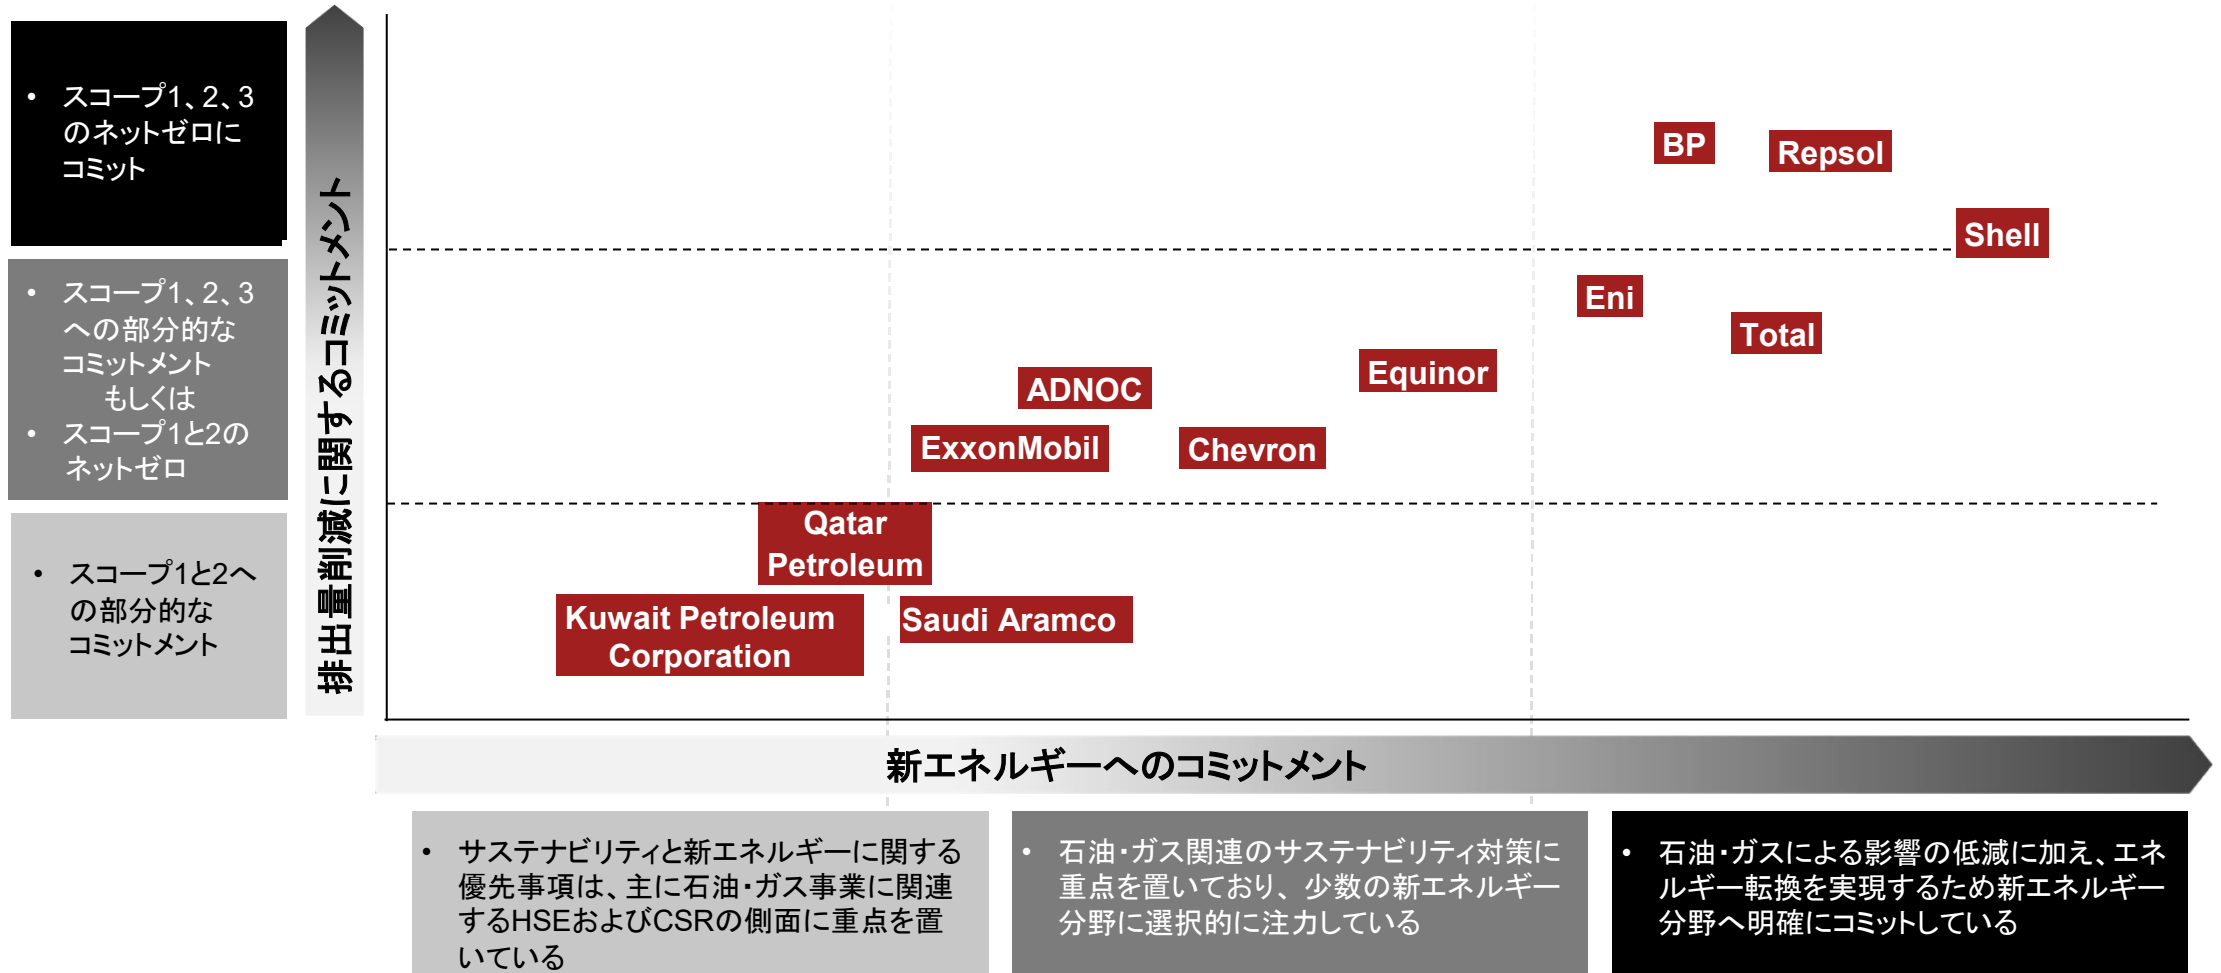 • スコープ1、2、3
のネットゼロに
コミット
• スコープ1、2、3
への部分的な
コミットメント
もしくは
• スコープ1と2の
ネットゼロ
• スコープ1と2へ
の部分的な
コミットメント
排出量削減に関するコミットメント
BP
Repsol
Shell
Eni
Total
Equinor
ADNOC
ExxonMobil
Chevron
Qatar
Petroleum
Kuwait Petroleum
Corporation
Saudi Aramco
新エネルギーへのコミットメント
• サステナビリティと新エネルギーに関する
優先事項は、主に石油・ガス事業に関連
するHSEおよびCSRの側面に重点を置
いている
• 石油・ガス関連のサステナビリティ対策に
重点を置いており、少数の新エネルギー
分野に選択的に注力している
• 石油・ガスによる影響の低減に加え、エネ
ルギー転換を実現するため新エネルギー
分野へ明確にコミットしている